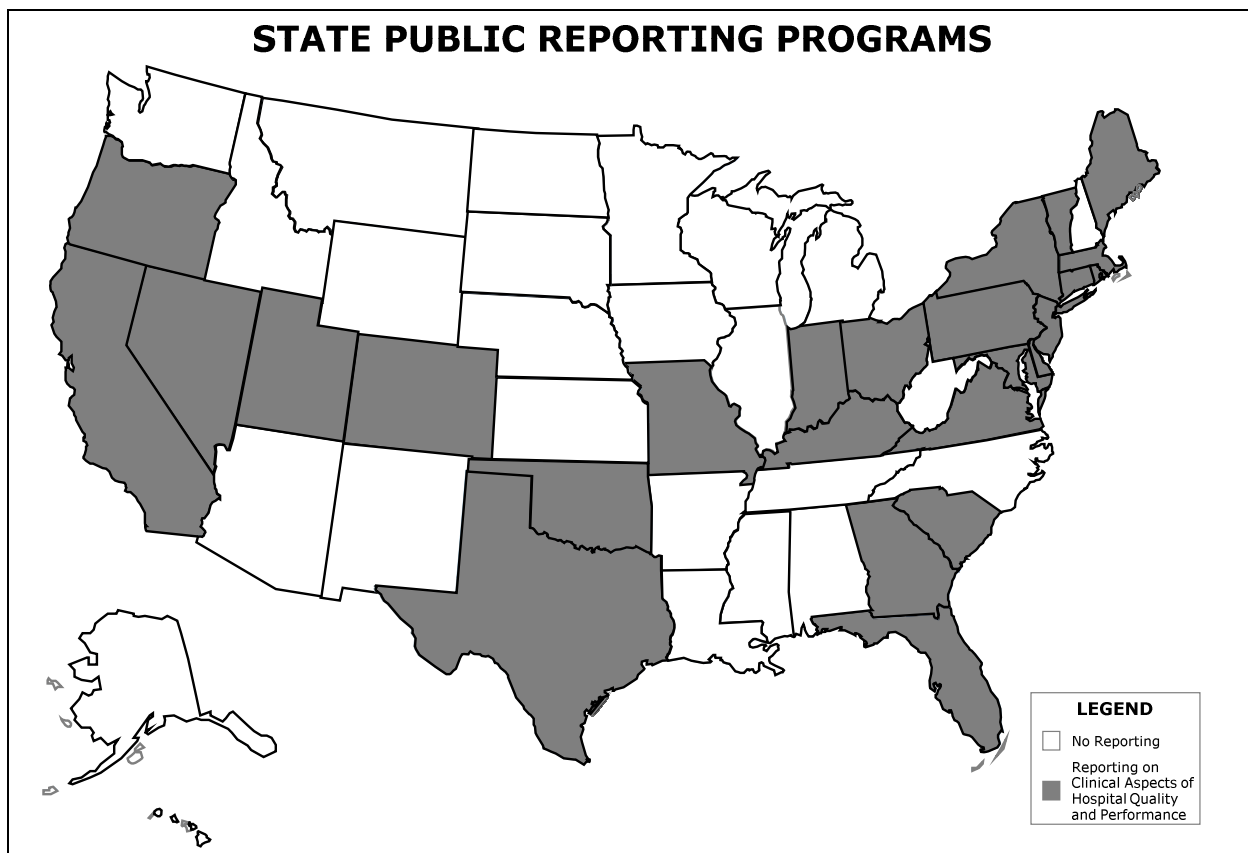 STATE PUBLIC REPORTING PROGRAMS
LEGEND
No Reporting
Reporting on
Clinical Aspects of
Hospital Quality
and Performance